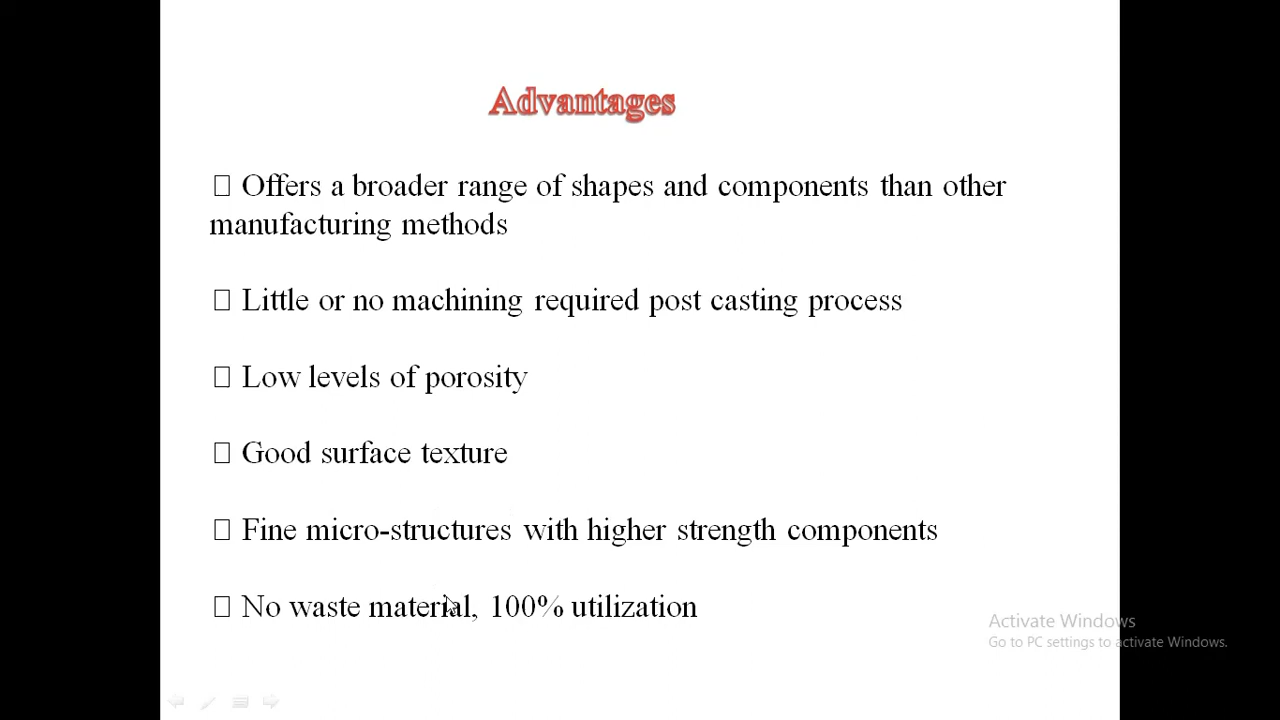 Advantages
□ Offers a broader range of shapes and components than other
manufacturing methods
□ Little or no machining required post casting process
□ Low levels of porosity
□ Good surface texture
□ Fine micro-structures with higher strength components
□ No waste material, 100% utilization
Activate Windows
Go to PC settings to activate Windows.